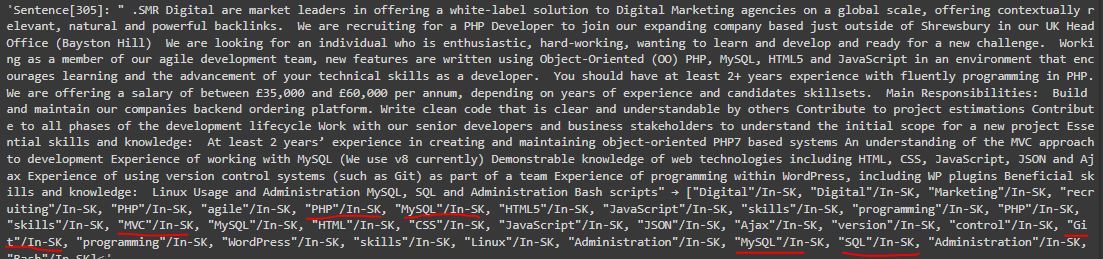 'Sentence[305]: " .SMR Digital are market leaders in offering a white-label solution to Digital Marketing agencies on a global scale, offering contextually r
elevant, natural and powerful backlinks.  We are recruiting for a PHP Developer to join our expanding company based just outside of Shrewsbury in our UK Head
Office (Bayston Hill)  We are looking for an individual who is enthusiastic, hard-working, wanting to learn and develop and ready for a new challenge.  Worki
ng as a member of our agile development team, new features are written using Object-Oriented (OO) PHP, MySQL, HTML5 and JavaScript in an environment that enc
ourages learning and the advancement of your technical skills as a developer.  You should have at least 2+ years experience with fluently programming in PHP.
We are offering a salary of between £35,000 and £60,000 per annum, depending on years of experience and candidates skillsets.  Main Responsibilities:  Build
and maintain our companies backend ordering platform. Write clean code that is clear and understandable by others Contribute to project estimations Contribut
e to all phases of the development lifecycle Work with our senior developers and business stakeholders to understand the initial scope for a new project Esse
ntial skills and knowledge:  At least 2 years’ experience in creating and maintaining object-oriented PHP7 based systems An understanding of the MVC approach
to development Experience of working with MySQL (We use v8 currently) Demonstrable knowledge of web technologies including HTML, CSS, JavaScript, JSON and Aj
ax Experience of using version control systems (such as Git) as part of a team Experience of programming within WordPress, including WP plugins Beneficial sk
ills and knowledge:  Linux Usage and Administration MySQL, SQL and Administration Bash scripts" → ["Digital"/In-SK, "Digital"/In-SK, "Marketing"/In-SK, "recr
uiting"/In-SK, "PHP"/In-SK, "agile"/In-SK, "PHP"/In-SK, "MySQL"/In-SK, "HTML5"/In-SK, "JavaScript"/In-SK, "skills"/In-SK, "programming"/In-SK, "PHP"/In-SK,
"skills"/In-SK, "MVC"/In-SK, "MySQL"/In-SK, "HTML"/In-SK, "CSS"/In-SK, "JavaScript"/In-SK, "JSON"/In-SK, "Ajax"/In-SK, "version"/In-SK, "control"/In-SK, "Gi
t"/In-SK, "programming"/In-SK, "WordPress"/In-SK, "skills"/In-SK, "Linux"/In-SK, "Administration"/In-SK, "MySQL"/In-SK, "SQL"/In-SK, "Administration"/In-SK,
"Bash"/In-SK]<'